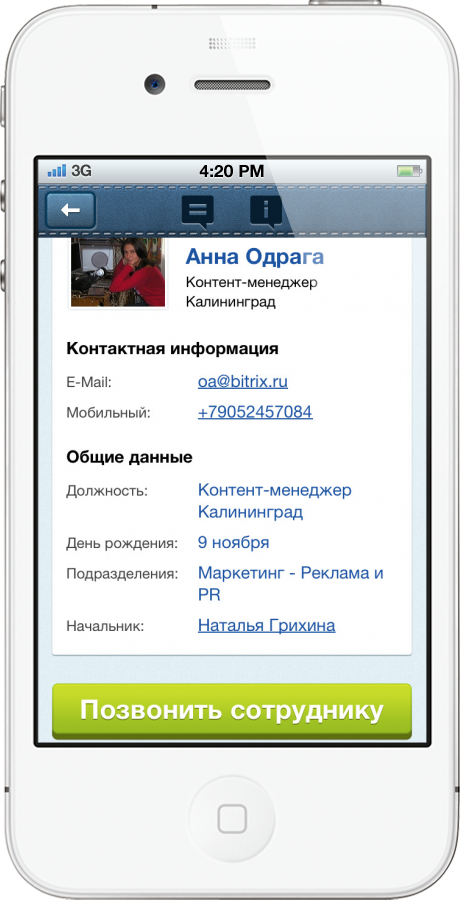 3G 4:20 PM
Анна Одрага
Контент-менеджер
Калининград
Контактная информация
E-Mail: oa@bitrix.ru
Мобильный: +79052457084
Общие данные
Должность: Контент-менеджер
Калининград
День рождения: 9 ноября
Подразделения: Маркетинг - Реклама и
PR
Начальник: Наталья Грихина
Позвонить сотруднику